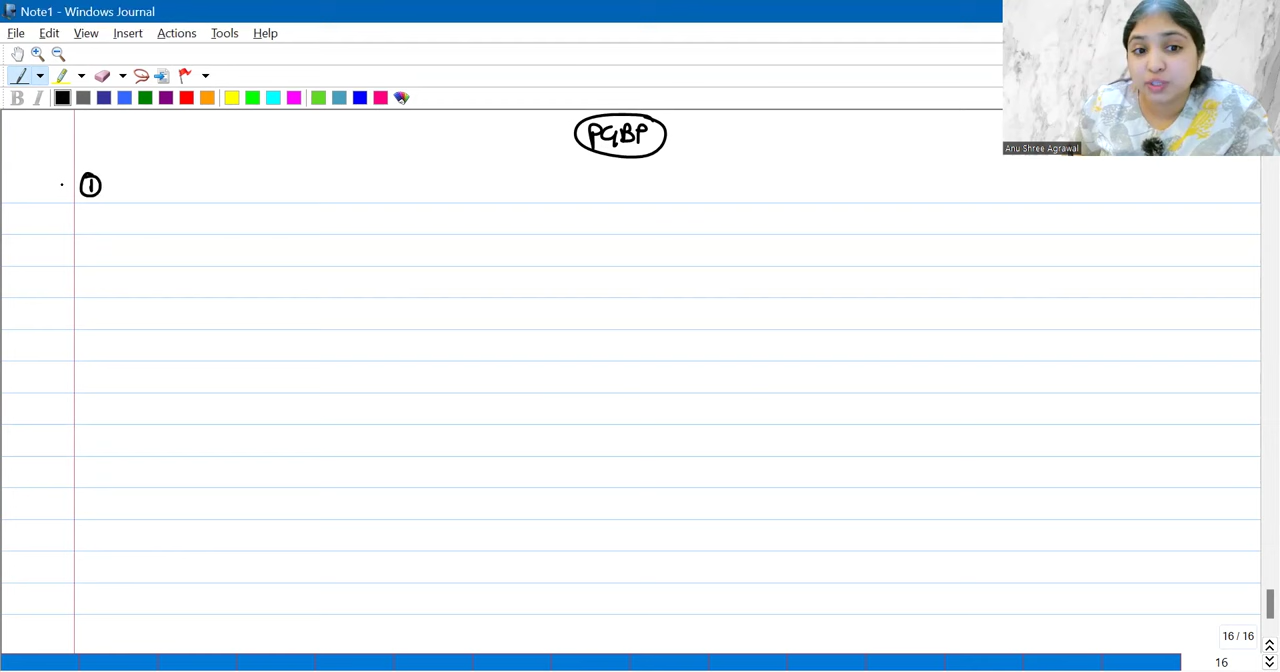 Note1 - Windows Journal
File Edit View Insert Actions Tools Help
B I
PGBP
1
Anu Shree Agrawal
16 / 16
16